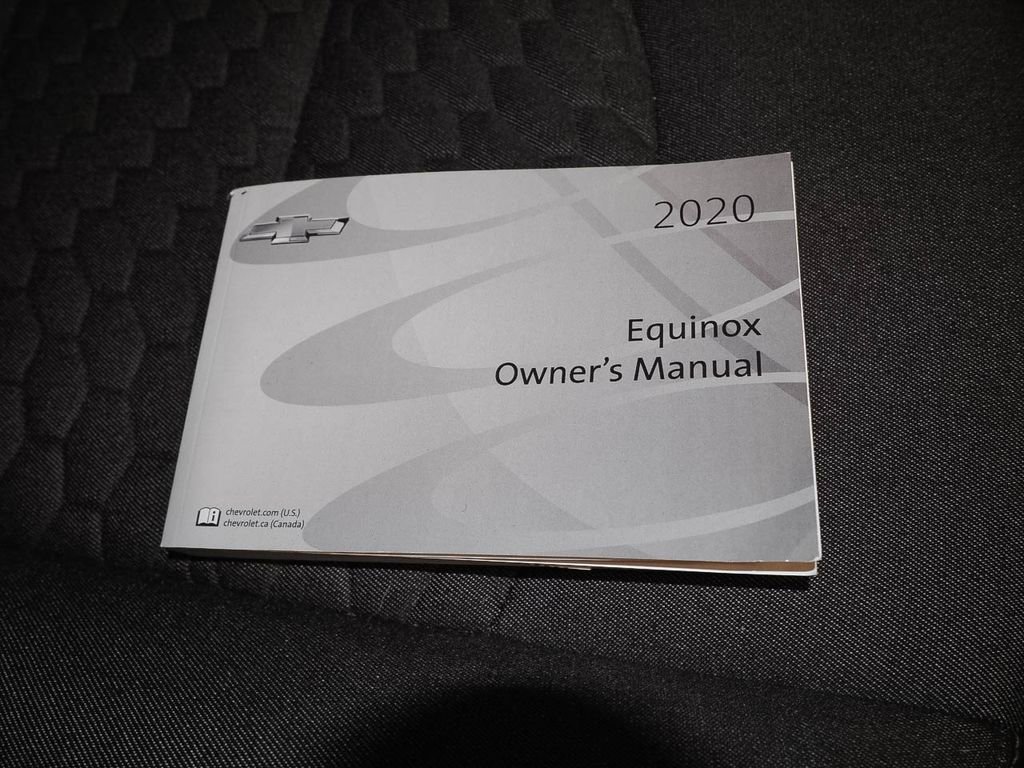 2020
Equinox
Owner's Manual
chevrolet.com (U.S.)
chevrolet.ca (Canada)